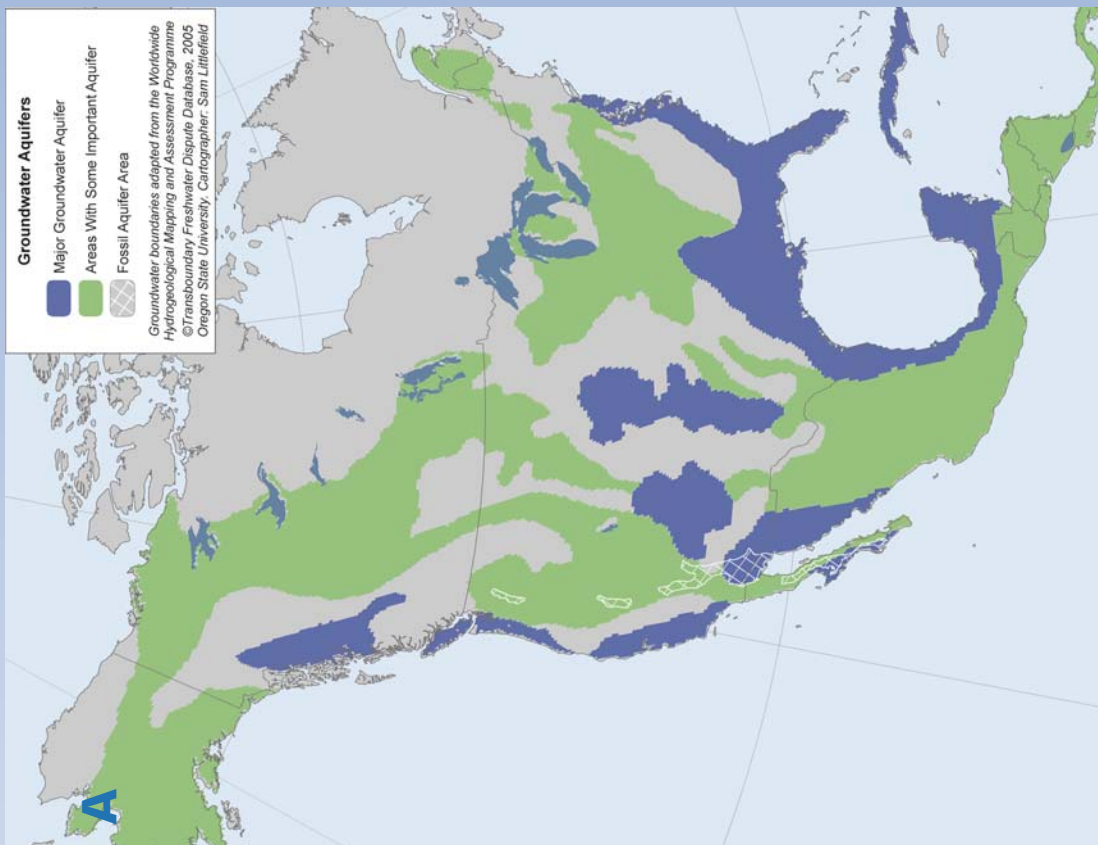 Groundwater Aquifers
Major Groundwater Aquifer
Areas With Some Important Aquifer
Fossil Aquifer Area
Groundwater boundaries adapted from the Worldwide
Hydrogeological Mapping and Assessment Programme
©Transboundary Freshwater Dispute Database, 2005
Oregon State University. Cartographer: Sam Littlefield
A